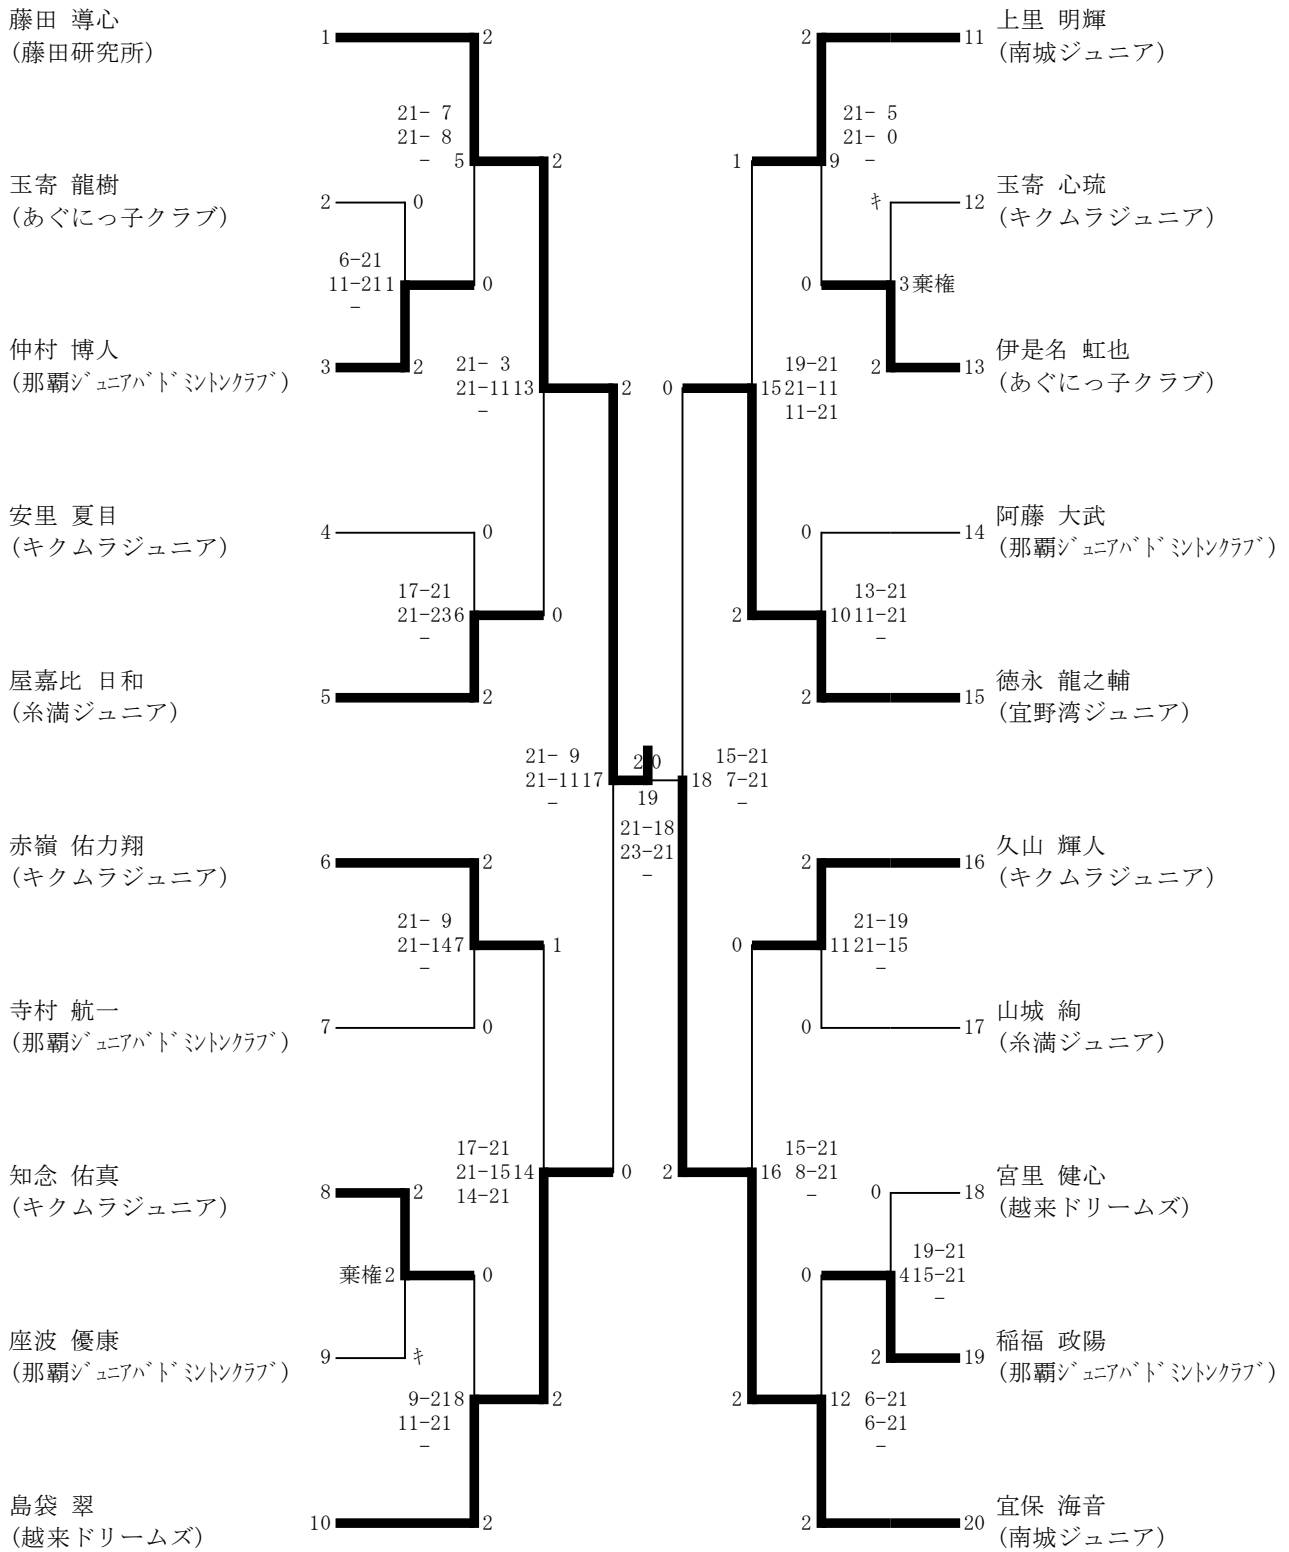 藤田 導心
(藤田研究所)
1
2
21- 7
21- 8
-
5
2
玉寄 龍樹
(あぐにっ子クラブ)
2
0
6-21
11-21
-
1
0
仲村 博人
(那覇ジュニアバドミントンクラブ)
3
2
21- 3
21-11
-
13
2
安里 夏目
(キクムラジュニア)
4
0
17-21
21-23
-
6
0
屋嘉比 日和
(糸満ジュニア)
5
2
21- 9
21-11
-
17
2
0
19
21-18
23-21
-
赤嶺 佑力翔
(キクムラジュニア)
6
2
21- 9
21-14
-
7
1
寺村 航一
(那覇ジュニアバドミントンクラブ)
7
0
17-21
21-15
14-21
14
0
知念 佑真
(キクムラジュニア)
8
2
棄権
2
0
座波 優康
(那覇ジュニアバドミントンクラブ)
9
キ
9-21
11-21
-
8
2
島袋 翠
(越来ドリームズ)
10
2
2
11
上里 明輝
(南城ジュニア)
21- 5
21- 0
-
1
9
キ
12
玉寄 心琉
(キクムラジュニア)
0
3
棄権
2
13
伊是名 虹也
(あぐにっ子クラブ)
0
15
19-21
21-11
11-21
0
14
阿藤 大武
(那覇ジュニアバドミントンクラブ)
2
10
13-21
11-21
-
2
15
徳永 龍之輔
(宜野湾ジュニア)
18
15-21
7-21
-
2
16
久山 輝人
(キクムラジュニア)
0
11
21-19
21-15
-
0
17
山城 絢
(糸満ジュニア)
2
16
15-21
8-21
-
0
18
宮里 健心
(越来ドリームズ)
0
4
19-21
15-21
-
2
19
稲福 政陽
(那覇ジュニアバドミントンクラブ)
2
12
6-21
6-21
-
2
20
宜保 海音
(南城ジュニア)